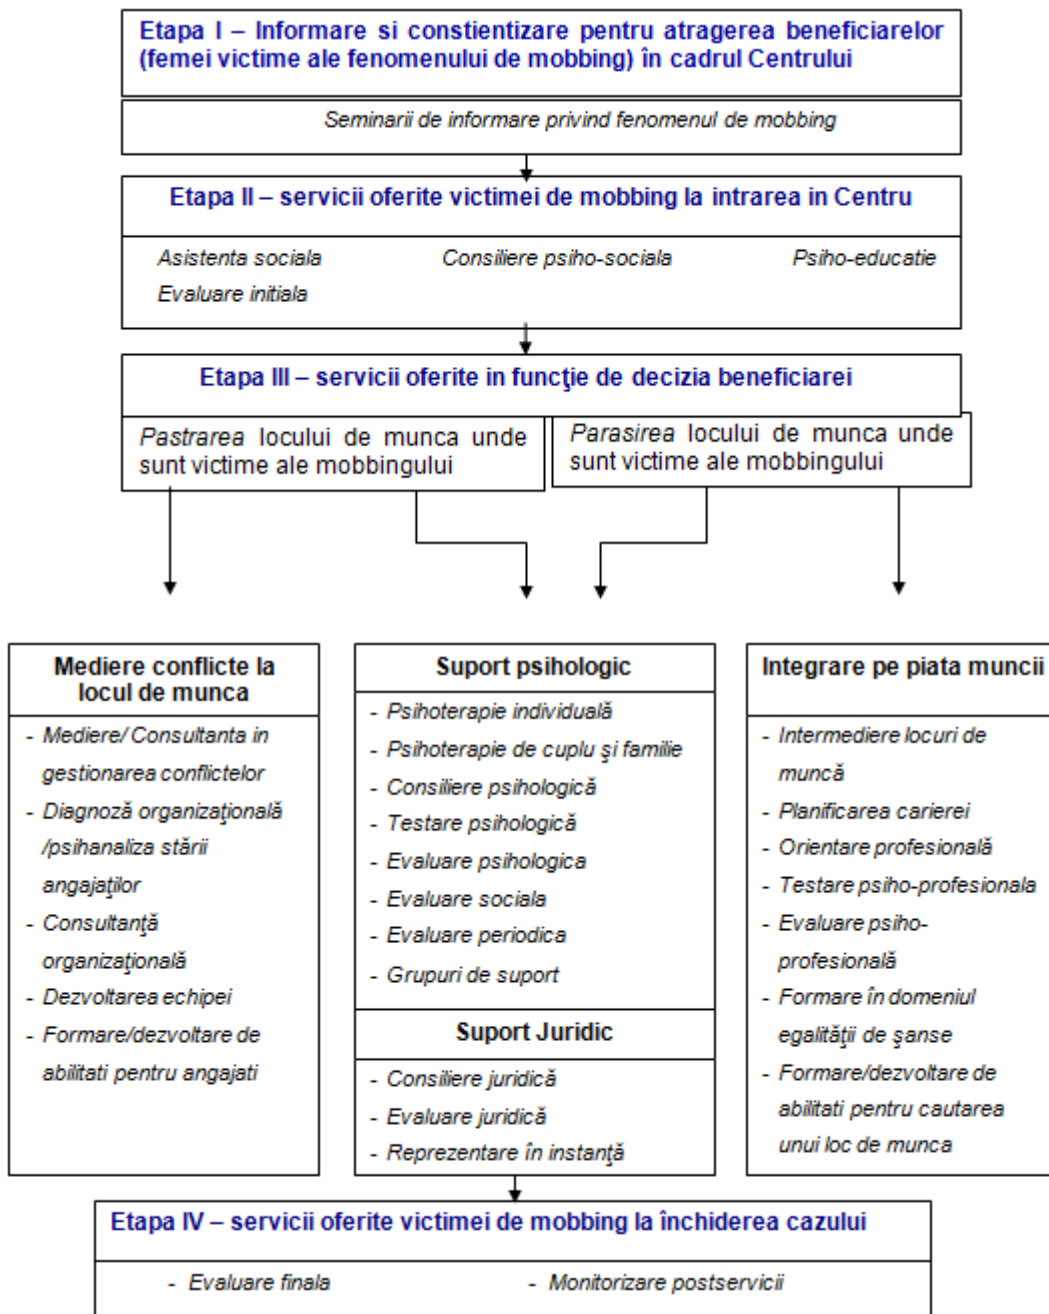 Etapa I – Informare si constientizare pentru atragerea beneficiarelor
(femei victime ale fenomenului de mobbing) în cadrul Centrului
Seminarii de informare privind fenomenul de mobbing
Etapa II – servicii oferite victimei de mobbing la intrarea in Centru
Asistenta sociala Consiliere psiho-sociala Psiho-educatie
Evaluare initiala
Etapa III – servicii oferite in funcţie de decizia beneficiarei
Pastrarea locului de munca unde
sunt victime ale mobbingului
Parasirea locului de munca unde
sunt victime ale mobbingului
Mediere conflicte la
locul de munca
- Mediere/ Consultanta in
gestionarea conflictelor
- Diagnoză organizaţională
/psihanaliza stării
angajaţilor
- Consultanţă
organizaţională
- Dezvoltarea echipei
- Formare/dezvoltare de
abilitati pentru angajati
Suport psihologic
- Psihoterapie individuală
- Psihoterapie de cuplu şi familie
- Consiliere psihologică
- Testare psihologică
- Evaluare psihologica
- Evaluare sociala
- Evaluare periodica
- Grupuri de suport
Suport Juridic
- Consiliere juridică
- Evaluare juridică
- Reprezentare în instanţă
Integrare pe piata muncii
- Intermediere locuri de
muncă
- Planificarea carierei
- Orientare profesională
- Testare psiho-profesionala
- Evaluare psiho-
profesională
- Formare în domeniul
egalităţii de şanse
- Formare/dezvoltare de
abilitati pentru cautarea
unui loc de munca
Etapa IV – servicii oferite victimei de mobbing la închiderea cazului
- Evaluare finala - Monitorizare postservicii